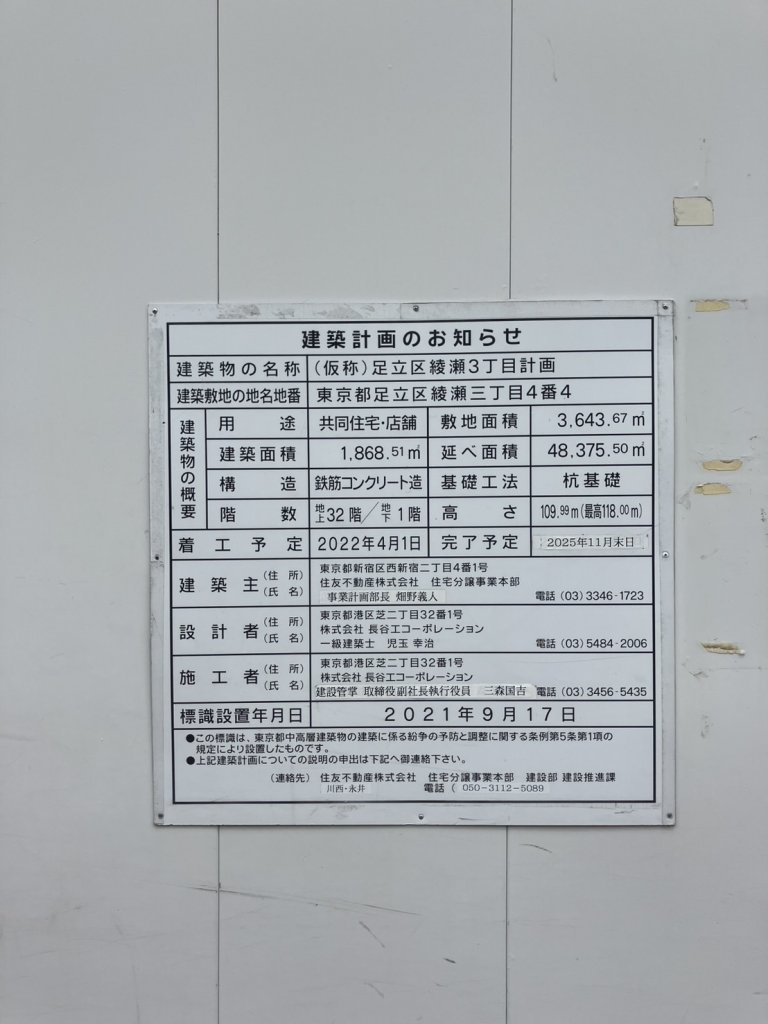 建築計画のお知らせ
建築物の名称 (仮称)足立区綾瀬3丁目計画
建築敷地の地名地番 東京都足立区綾瀬三丁目4番4
建築物の概要
用途 共同住宅・店舗 敷地面積 3,643.67㎡
建築面積 1,868.51㎡ 延べ面積 48,375.50㎡
構造 鉄筋コンクリート造 基礎工法 杭基礎
階数 地上32階/地下1階 高さ 109.99m(最高118.00m)
着工予定 2022年4月1日 完了予定 2025年11月末日
建築主(住所)(氏名)
東京都新宿区西新宿二丁目4番1号
住友不動産株式会社 住宅分譲事業本部
事業計画部長 畑野義人 電話(03)3346-1723
設計者(住所)(氏名)
東京都港区芝二丁目32番1号
株式会社 長谷工コーポレーション
一級建築士 児玉 幸治 電話(03)5484-2006
施工者(住所)(氏名)
東京都港区芝二丁目32番1号
株式会社 長谷工コーポレーション
建設管掌 取締役副社長執行役員 三森国吉 電話(03)3456-5435
標識設置年月日 2021年9月17日
●この標識は、東京都中高層建築物の建築に係る紛争の予防と調整に関する条例第5条第1項の
規定により設置したものです。
●上記建築計画についての説明の申出は下記へ御連絡下さい。
(連絡先) 住友不動産株式会社 住宅分譲事業本部 建設部 建設推進課
川西・永井 電話( 050-3112-5089